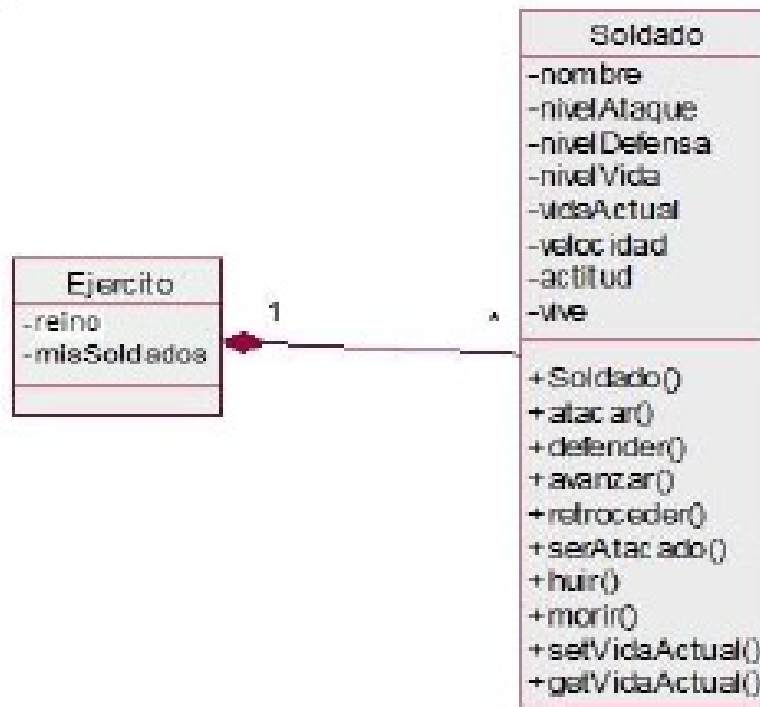 Soldado
-nombre
-nivelAtaque
-nivelDefensa
-nivelVida
-vidaActual
-velocidad
-actitud
-vive
Ejercito
-reino
-misSoldados
1
*
+Soldado()
+atacar()
+defender()
+avanzar()
+retroceder()
+serAtacado()
+huir()
+morir()
+setVidaActual()
+getVidaActual()